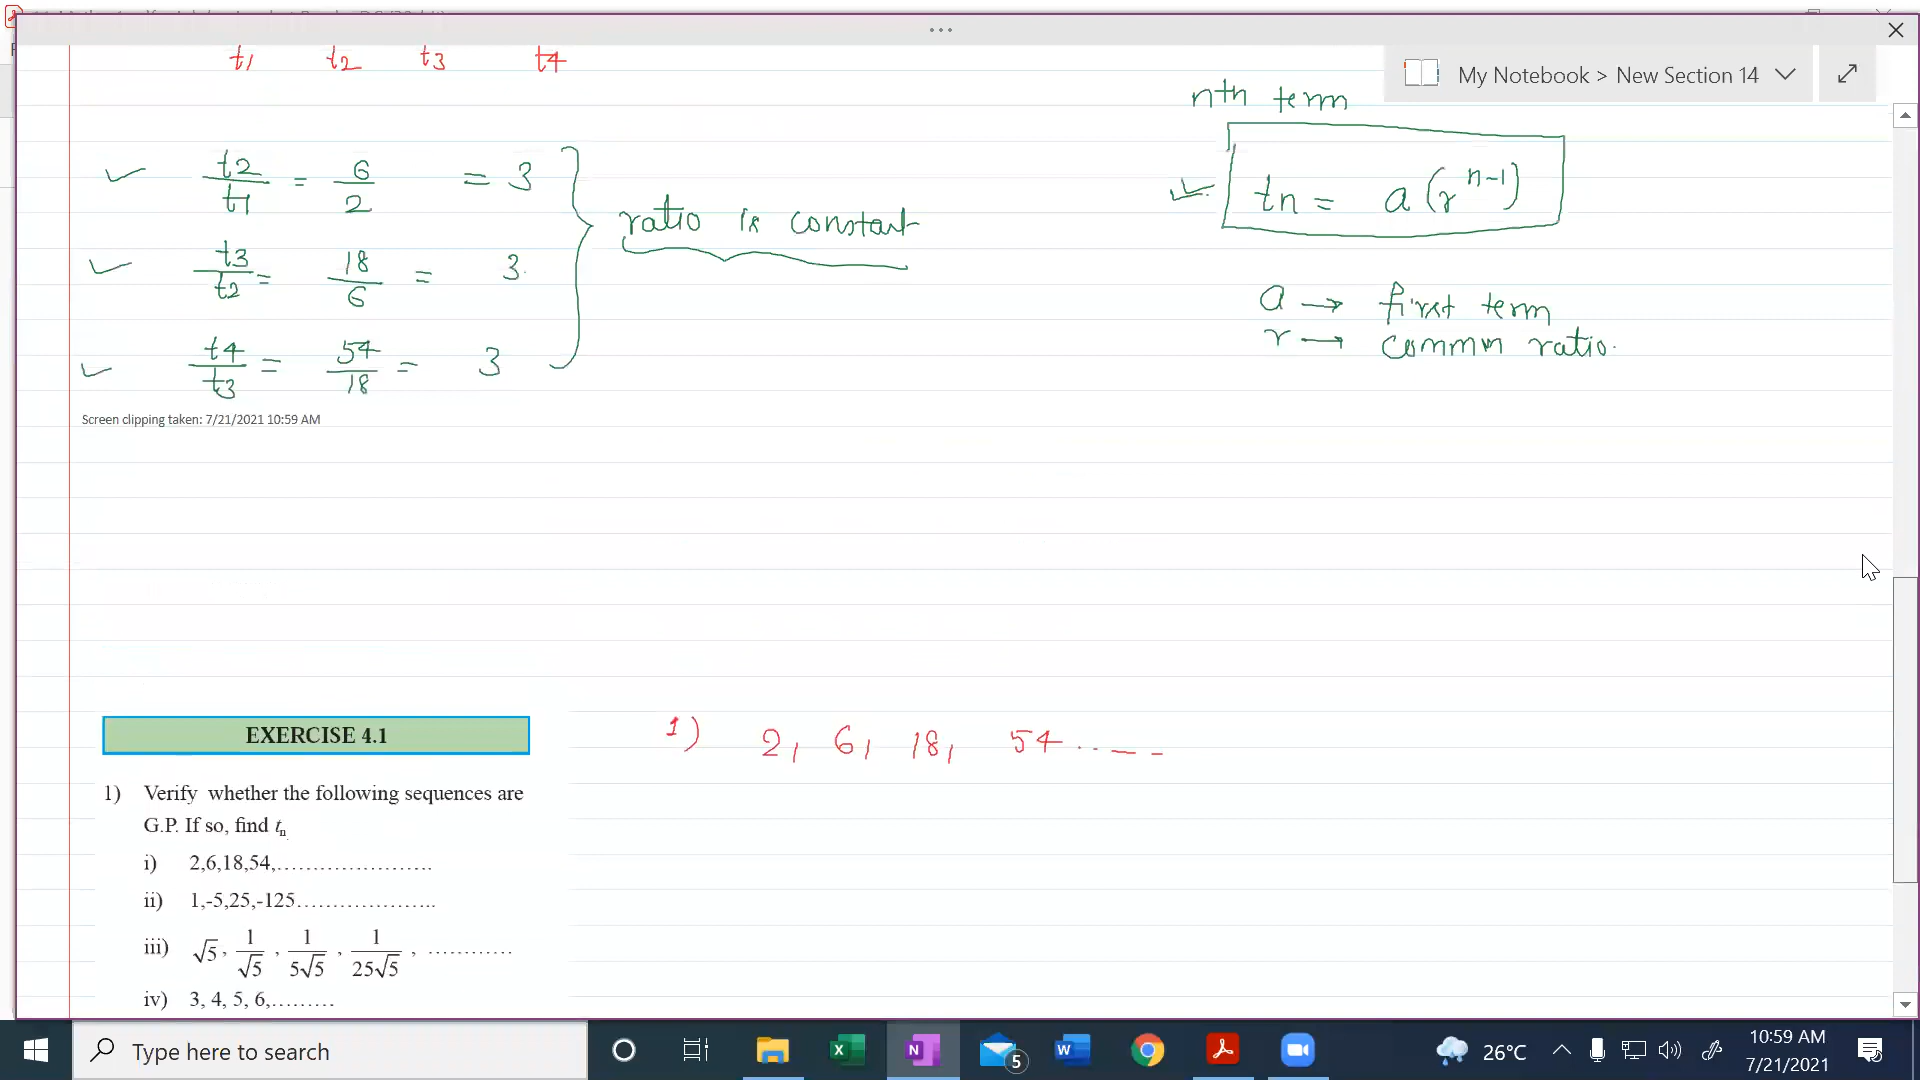 t1 t2 t3 t4
My Notebook > New Section 14
nth term
t2/t1 = 6/2 = 3
tn = a(r^(n-1))
ratio is constant
t3/t2 = 18/6 = 3
a → first term
r → common ratio.
t4/t3 = 54/18 = 3
Screen clipping taken: 7/21/2021 10:59 AM
EXERCISE 4.1
1) 2, 6, 18, 54 ..--
1) Verify whether the following sequences are
G.P. If so, find tn
i) 2,6,18,54,......................
ii) 1,-5,25,-125....................
iii) √5, 1/√5, 1/5√5, 1/25√5, ............
iv) 3, 4, 5, 6,.........
Type here to search
5
26°C
10:59 AM
7/21/2021